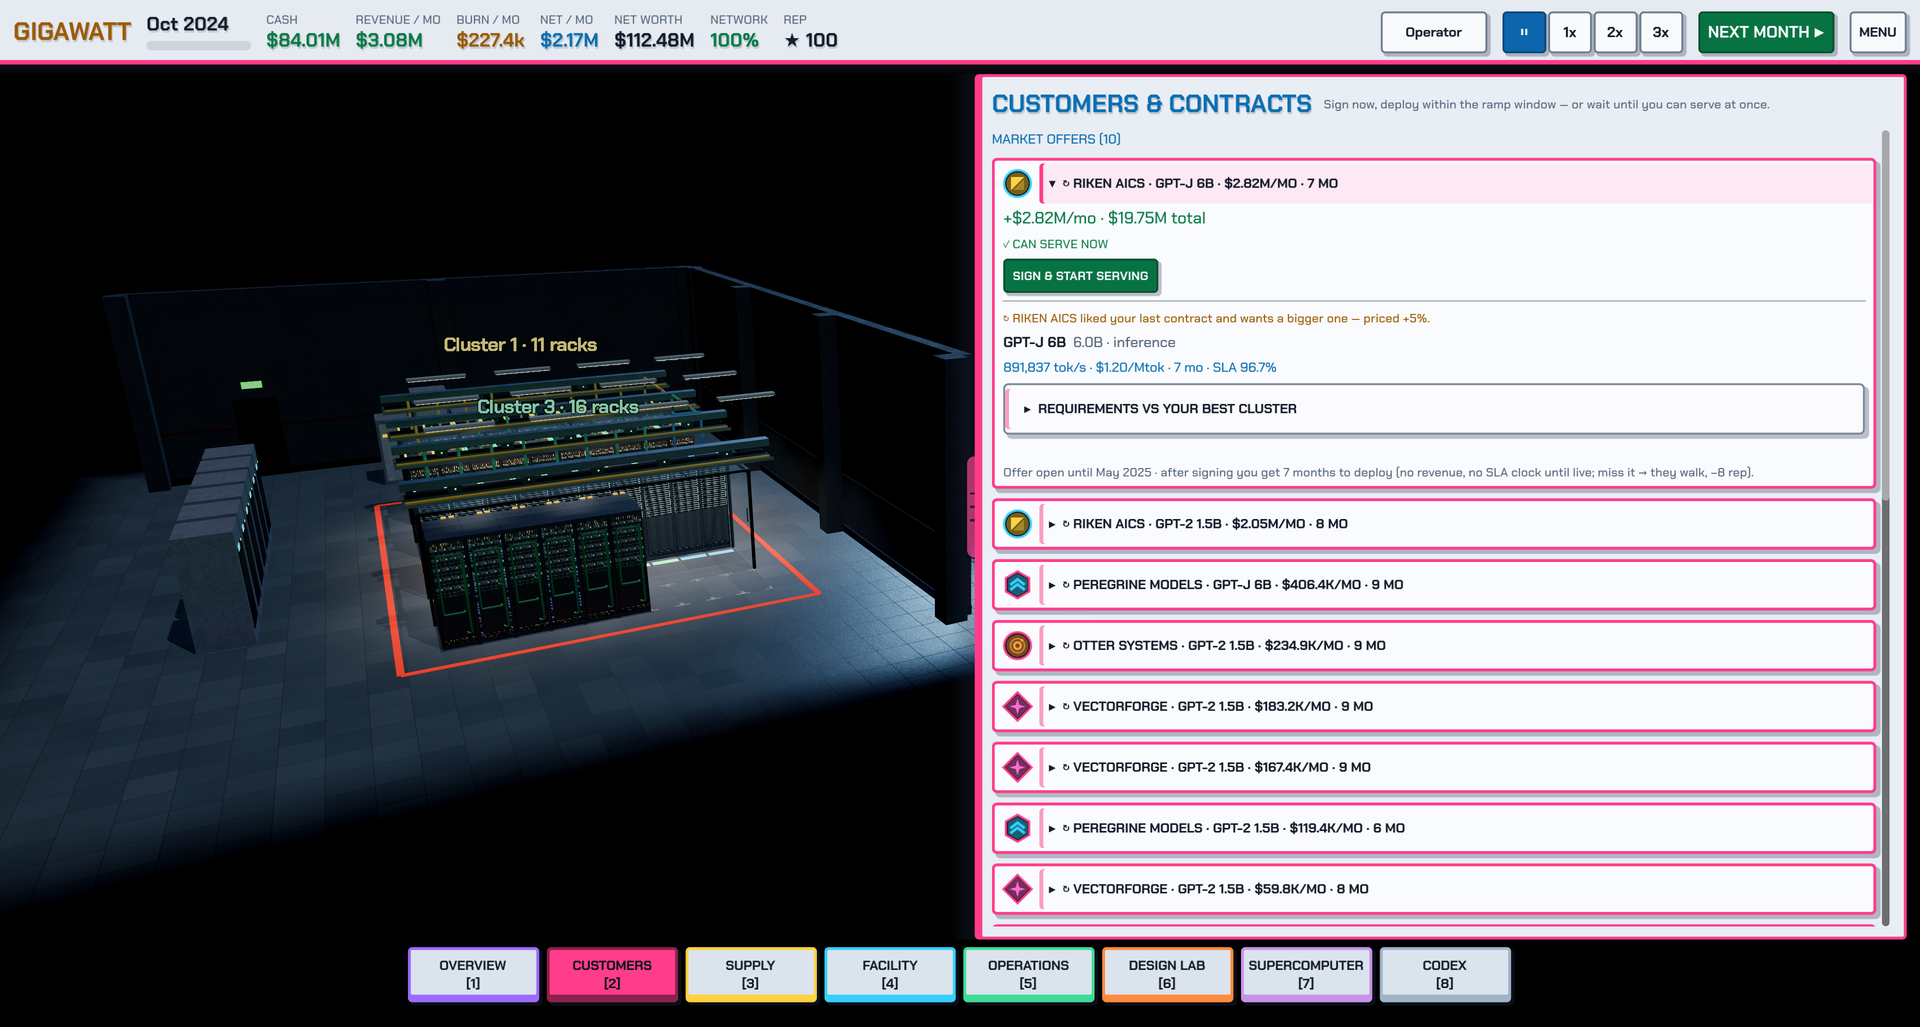 GIGAWATT
Oct 2024
CASH
$84.01M
REVENUE / MO
$3.08M
BURN / MO
$227.4k
NET / MO
$2.17M
NET WORTH
$112.48M
NETWORK
100%
REP
★ 100
Operator
1x
2x
3x
NEXT MONTH ▶
MENU
Cluster 1 · 11 racks
Cluster 3 · 16 racks
CUSTOMERS & CONTRACTS
Sign now, deploy within the ramp window — or wait until you can serve at once.
MARKET OFFERS (10)
▼ ↻ RIKEN AICS · GPT-J 6B · $2.82M/MO · 7 MO
+$2.82M/mo · $19.75M total
✓ CAN SERVE NOW
SIGN & START SERVING
↻ RIKEN AICS liked your last contract and wants a bigger one — priced +5%.
GPT-J 6B 6.0B · inference
891,837 tok/s · $1.20/Mtok · 7 mo · SLA 96.7%
▶ REQUIREMENTS VS YOUR BEST CLUSTER
Offer open until May 2025 · after signing you get 7 months to deploy (no revenue, no SLA clock until live; miss it → they walk, −8 rep).
▶ ↻ RIKEN AICS · GPT-2 1.5B · $2.05M/MO · 8 MO
▶ ↻ PEREGRINE MODELS · GPT-J 6B · $406.4K/MO · 9 MO
▶ ↻ OTTER SYSTEMS · GPT-2 1.5B · $234.9K/MO · 9 MO
▶ ↻ VECTORFORGE · GPT-2 1.5B · $183.2K/MO · 9 MO
▶ ↻ VECTORFORGE · GPT-2 1.5B · $167.4K/MO · 9 MO
▶ ↻ PEREGRINE MODELS · GPT-2 1.5B · $119.4K/MO · 6 MO
▶ ↻ VECTORFORGE · GPT-2 1.5B · $59.8K/MO · 8 MO
OVERVIEW
[1]
CUSTOMERS
[2]
SUPPLY
[3]
FACILITY
[4]
OPERATIONS
[5]
DESIGN LAB
[6]
SUPERCOMPUTER
[7]
CODEX
[8]